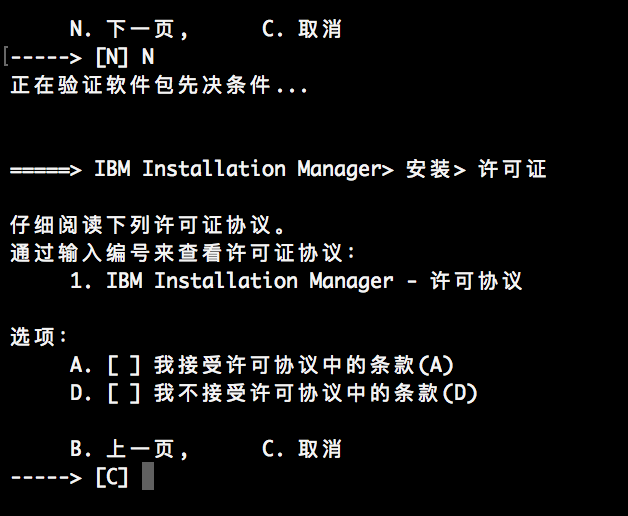 N. 下一页,      C. 取消
-----> [N] N
正在验证软件包先决条件...
=====> IBM Installation Manager> 安装> 许可证
仔细阅读下列许可证协议。
通过输入编号来查看许可证协议:
1. IBM Installation Manager - 许可协议
选项:
A. [ ] 我接受许可协议中的条款(A)
D. [ ] 我不接受许可协议中的条款(D)
B. 上一页,      C. 取消
-----> [C]